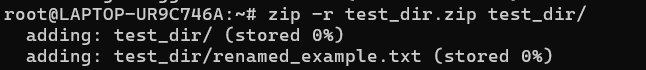 root@LAPTOP-UR9C746A:~# zip -r test_dir.zip test_dir/
  adding: test_dir/ (stored 0%)
  adding: test_dir/renamed_example.txt (stored 0%)